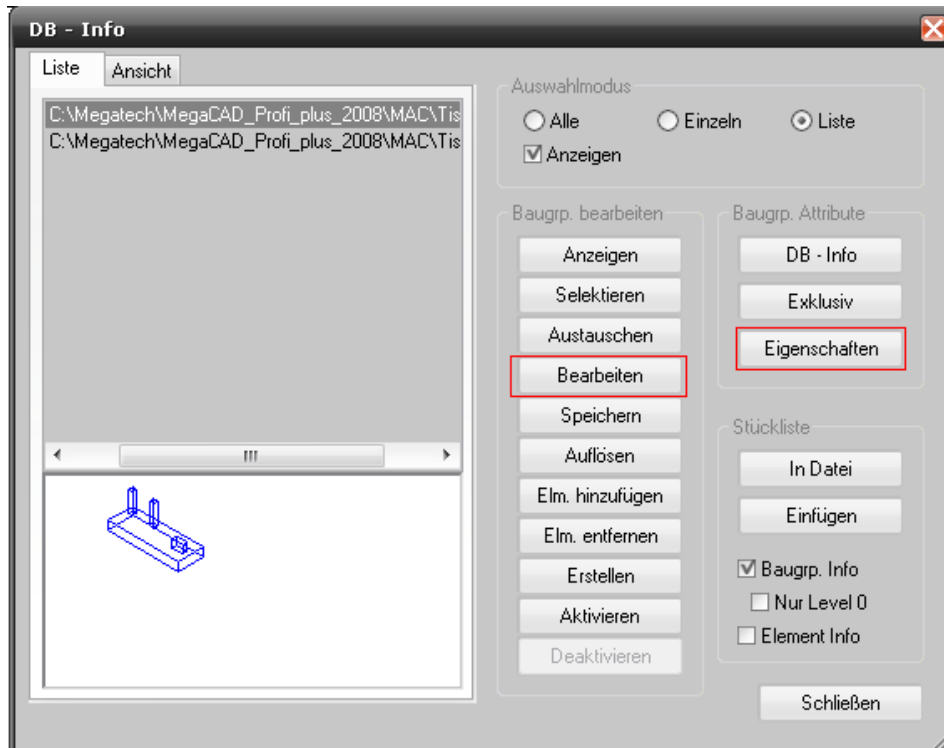 DB - Info
Liste
Ansicht
C:\Megatech\MegaCAD_Profi_plus_2008\MAC\Tis
C:\Megatech\MegaCAD_Profi_plus_2008\MAC\Tis
Auswahlmodus
Alle
Einzeln
Liste
Anzeigen
Baugrp. bearbeiten
Anzeigen
Selektieren
Austauschen
Bearbeiten
Speichern
Auflösen
Elm. hinzufügen
Elm. entfernen
Erstellen
Aktivieren
Deaktivieren
Baugrp. Attribute
DB - Info
Exklusiv
Eigenschaften
Stückliste
In Datei
Einfügen
Baugrp. Info
Nur Level 0
Element Info
Schließen